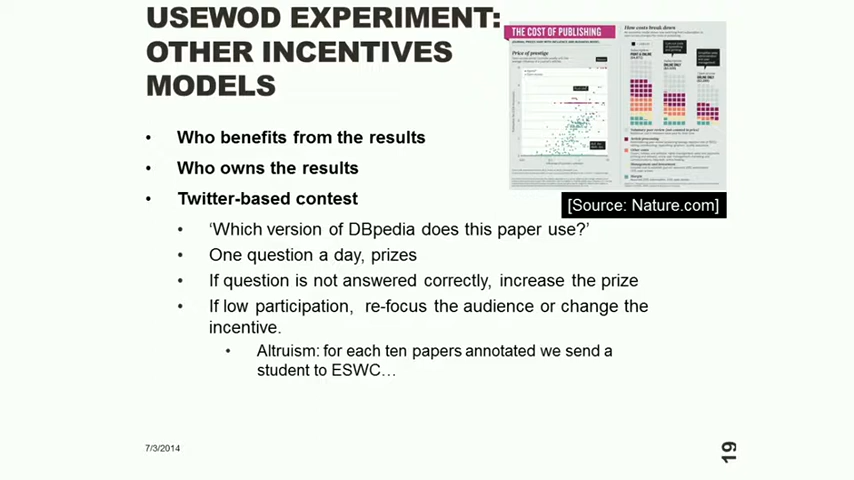 USEWOD EXPERIMENT:
OTHER INCENTIVES
MODELS
THE COST OF PUBLISHING
Price of prestige
How costs break down
[Source: Nature.com]
• Who benefits from the results
• Who owns the results
• Twitter-based contest
• ‘Which version of DBpedia does this paper use?’
• One question a day, prizes
• If question is not answered correctly, increase the prize
• If low participation, re-focus the audience or change the
incentive.
• Altruism: for each ten papers annotated we send a
student to ESWC…
7/3/2014
19